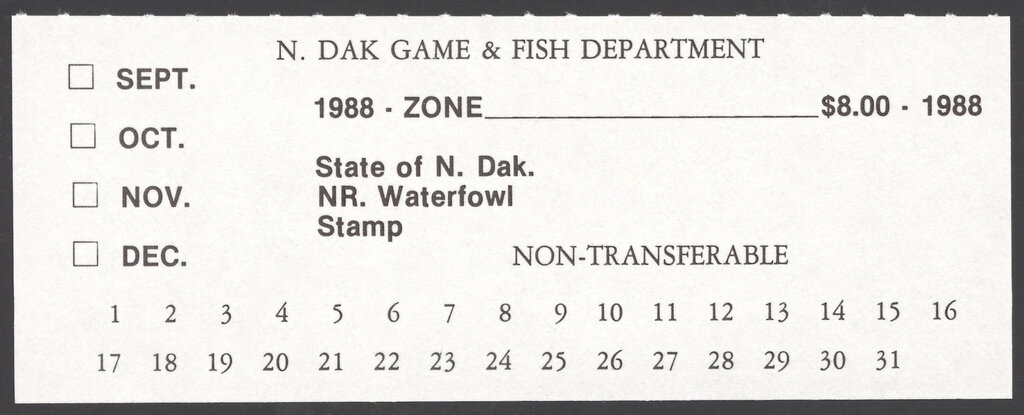 N. DAK GAME & FISH DEPARTMENT
☐ SEPT.
1988 - ZONE____________________$8.00 - 1988
☐ OCT.
State of N. Dak.
NR. Waterfowl
Stamp
☐ NOV.
☐ DEC.
NON-TRANSFERABLE
1 2 3 4 5 6 7 8 9 10 11 12 13 14 15 16
17 18 19 20 21 22 23 24 25 26 27 28 29 30 31